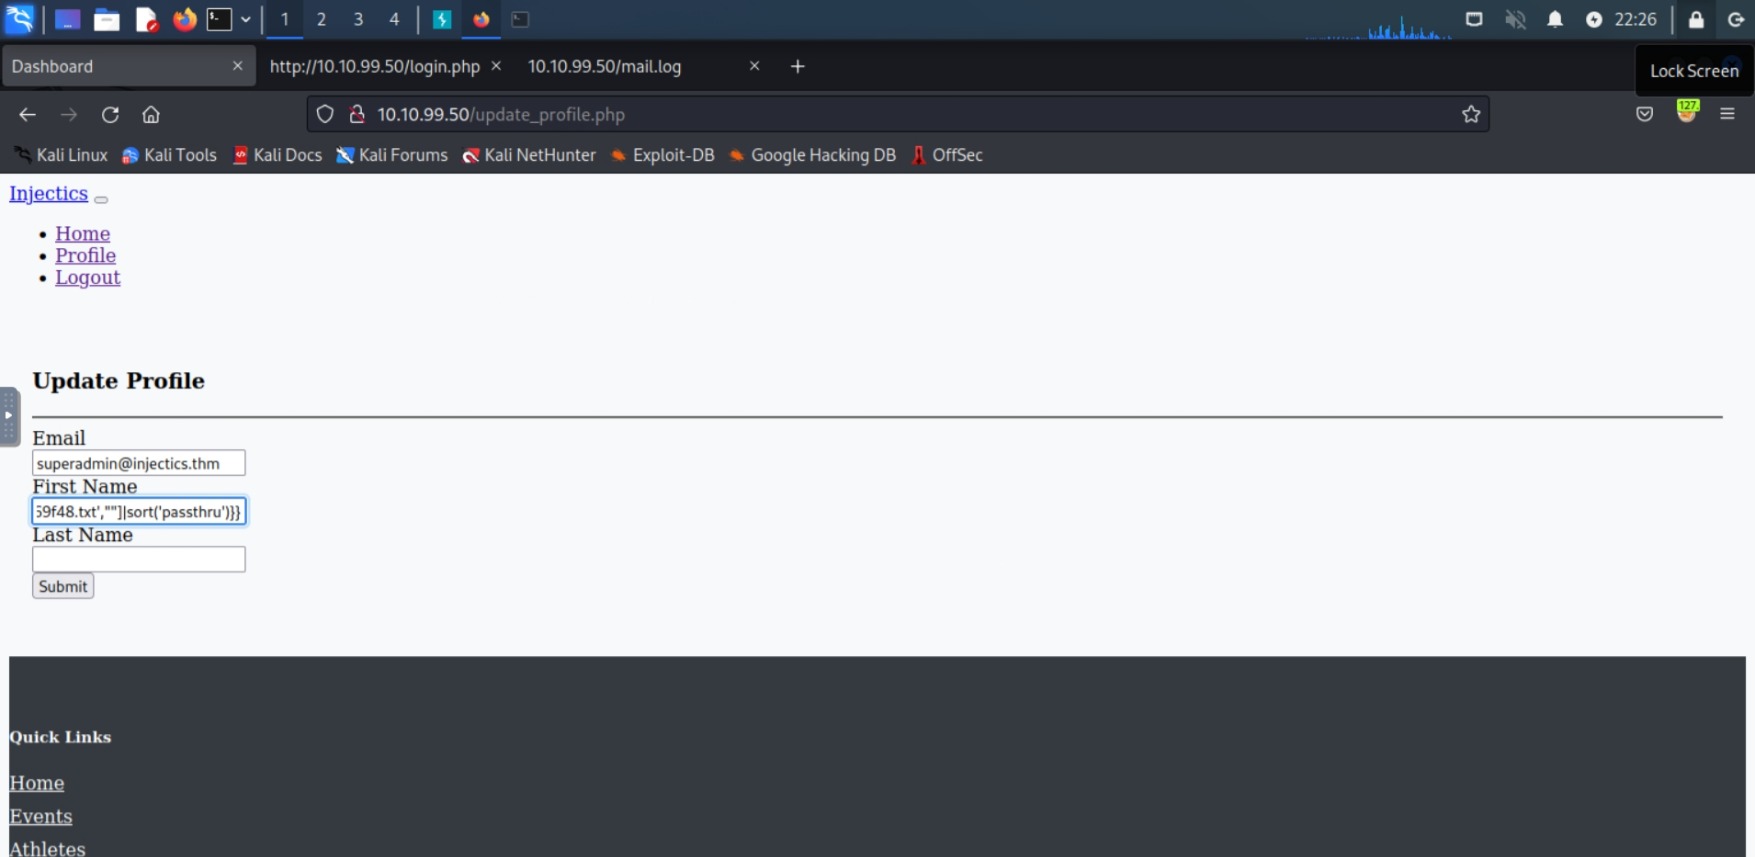 1 2 3 4 22:26
Dashboard http://10.10.99.50/login.php 10.10.99.50/mail.log
Lock Screen
10.10.99.50/update_profile.php
127.
Kali Linux Kali Tools Kali Docs Kali Forums Kali NetHunter Exploit-DB Google Hacking DB OffSec
Injectics
Home
Profile
Logout
Update Profile
Email
superadmin@injectics.thm
First Name
59f48.txt',""]|sort('passthru')}}
Last Name
Submit
Quick Links
Home
Events
Athletes